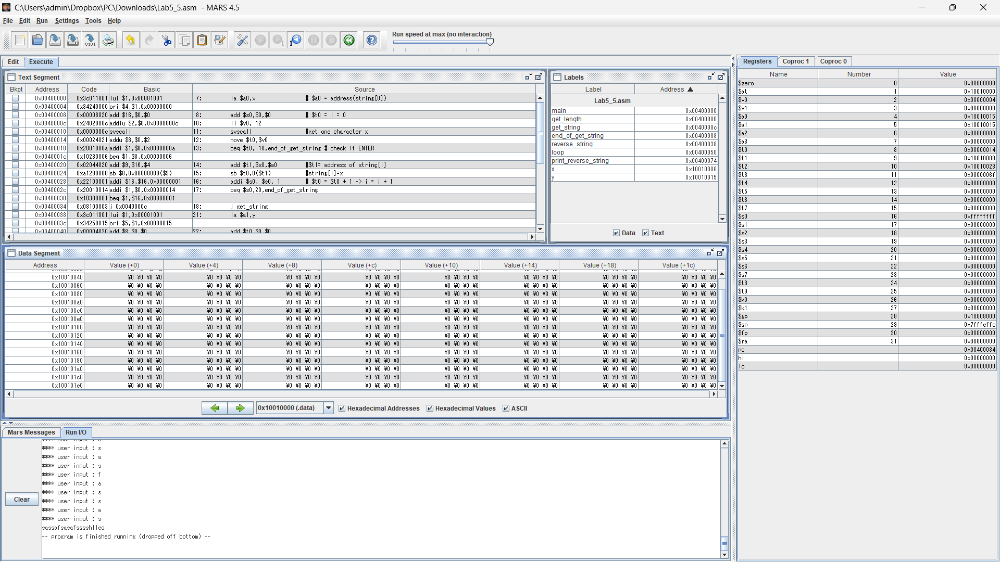 C:\Users\admin\Dropbox\PC\Downloads\Lab5_5.asm - MARS 4.5
File Edit Run Settings Tools Help
Run speed at max (no interaction)
Edit Execute
Text Segment
Bkpt Address Code Basic Source
0x00400000 0x3c011001 lui $1,0x00001001 7: la $a0,x # $a0 = address(string[0])
0x00400004 0x34240000 ori $4,$1,0x00000000
0x00400008 0x00008020 add $16,$0,$0 8: add $s0,$0,$0 # $t0 = i = 0
0x0040000c 0x2402000c addiu $2,$0,0x0000000c 10: li $v0, 12
0x00400010 0x0000000c syscall 11: syscall #get one character x
0x00400014 0x00024021 addu $8,$0,$2 12: move $t0,$v0
0x00400018 0x2001000a addi $1,$0,0x0000000a 13: beq $t0, 10,end_of_get_string # check if ENTER
0x0040001c 0x10280006 beq $1,$8,0x00000006
0x00400020 0x02044820 add $9,$16,$4 14: add $t1,$s0,$a0 #$t1= address of string[i]
0x00400024 0xa1280000 sb $8,0x00000000($9) 15: sb $t0,0($t1) #string[i]=x
0x00400028 0x22100001 addi $16,$16,0x00000001 16: addi $s0, $s0, 1 # $t0 = $t0 + 1 -> i = i + 1
0x0040002c 0x20010014 addi $1,$0,0x00000014 17: beq $s0,20,end_of_get_string
0x00400030 0x10300001 beq $1,$16,0x00000001
0x00400034 0x08100003 j 0x0040000c 18: j get_string
0x00400038 0x3c011001 lui $1,0x00001001 21: la $a1,y
0x0040003c 0x34250015 ori $5,$1,0x00000015
0x00400040 0x00004020 add $8,$0,$0 22: add $t0,$0,$0
Labels
Label Address ▲
Lab5_5.asm
main 0x00400000
get_length 0x00400000
get_string 0x0040000c
end_of_get_string 0x00400038
reverse_string 0x00400038
loop 0x00400050
print_reverse_string 0x00400074
x 0x10010000
y 0x10010015
Data Text
Data Segment
Address Value (+0) Value (+4) Value (+8) Value (+c) Value (+10) Value (+14) Value (+18) Value (+1c)
0x10010040 ¥0 ¥0 ¥0 ¥0 ¥0 ¥0 ¥0 ¥0 ¥0 ¥0 ¥0 ¥0 ¥0 ¥0 ¥0 ¥0 ¥0 ¥0 ¥0 ¥0 ¥0 ¥0 ¥0 ¥0 ¥0 ¥0 ¥0 ¥0 ¥0 ¥0 ¥0 ¥0
0x10010060 ¥0 ¥0 ¥0 ¥0 ¥0 ¥0 ¥0 ¥0 ¥0 ¥0 ¥0 ¥0 ¥0 ¥0 ¥0 ¥0 ¥0 ¥0 ¥0 ¥0 ¥0 ¥0 ¥0 ¥0 ¥0 ¥0 ¥0 ¥0 ¥0 ¥0 ¥0 ¥0
0x10010080 ¥0 ¥0 ¥0 ¥0 ¥0 ¥0 ¥0 ¥0 ¥0 ¥0 ¥0 ¥0 ¥0 ¥0 ¥0 ¥0 ¥0 ¥0 ¥0 ¥0 ¥0 ¥0 ¥0 ¥0 ¥0 ¥0 ¥0 ¥0 ¥0 ¥0 ¥0 ¥0
0x100100a0 ¥0 ¥0 ¥0 ¥0 ¥0 ¥0 ¥0 ¥0 ¥0 ¥0 ¥0 ¥0 ¥0 ¥0 ¥0 ¥0 ¥0 ¥0 ¥0 ¥0 ¥0 ¥0 ¥0 ¥0 ¥0 ¥0 ¥0 ¥0 ¥0 ¥0 ¥0 ¥0
0x100100c0 ¥0 ¥0 ¥0 ¥0 ¥0 ¥0 ¥0 ¥0 ¥0 ¥0 ¥0 ¥0 ¥0 ¥0 ¥0 ¥0 ¥0 ¥0 ¥0 ¥0 ¥0 ¥0 ¥0 ¥0 ¥0 ¥0 ¥0 ¥0 ¥0 ¥0 ¥0 ¥0
0x100100e0 ¥0 ¥0 ¥0 ¥0 ¥0 ¥0 ¥0 ¥0 ¥0 ¥0 ¥0 ¥0 ¥0 ¥0 ¥0 ¥0 ¥0 ¥0 ¥0 ¥0 ¥0 ¥0 ¥0 ¥0 ¥0 ¥0 ¥0 ¥0 ¥0 ¥0 ¥0 ¥0
0x10010100 ¥0 ¥0 ¥0 ¥0 ¥0 ¥0 ¥0 ¥0 ¥0 ¥0 ¥0 ¥0 ¥0 ¥0 ¥0 ¥0 ¥0 ¥0 ¥0 ¥0 ¥0 ¥0 ¥0 ¥0 ¥0 ¥0 ¥0 ¥0 ¥0 ¥0 ¥0 ¥0
0x10010120 ¥0 ¥0 ¥0 ¥0 ¥0 ¥0 ¥0 ¥0 ¥0 ¥0 ¥0 ¥0 ¥0 ¥0 ¥0 ¥0 ¥0 ¥0 ¥0 ¥0 ¥0 ¥0 ¥0 ¥0 ¥0 ¥0 ¥0 ¥0 ¥0 ¥0 ¥0 ¥0
0x10010140 ¥0 ¥0 ¥0 ¥0 ¥0 ¥0 ¥0 ¥0 ¥0 ¥0 ¥0 ¥0 ¥0 ¥0 ¥0 ¥0 ¥0 ¥0 ¥0 ¥0 ¥0 ¥0 ¥0 ¥0 ¥0 ¥0 ¥0 ¥0 ¥0 ¥0 ¥0 ¥0
0x10010160 ¥0 ¥0 ¥0 ¥0 ¥0 ¥0 ¥0 ¥0 ¥0 ¥0 ¥0 ¥0 ¥0 ¥0 ¥0 ¥0 ¥0 ¥0 ¥0 ¥0 ¥0 ¥0 ¥0 ¥0 ¥0 ¥0 ¥0 ¥0 ¥0 ¥0 ¥0 ¥0
0x10010180 ¥0 ¥0 ¥0 ¥0 ¥0 ¥0 ¥0 ¥0 ¥0 ¥0 ¥0 ¥0 ¥0 ¥0 ¥0 ¥0 ¥0 ¥0 ¥0 ¥0 ¥0 ¥0 ¥0 ¥0 ¥0 ¥0 ¥0 ¥0 ¥0 ¥0 ¥0 ¥0
0x100101a0 ¥0 ¥0 ¥0 ¥0 ¥0 ¥0 ¥0 ¥0 ¥0 ¥0 ¥0 ¥0 ¥0 ¥0 ¥0 ¥0 ¥0 ¥0 ¥0 ¥0 ¥0 ¥0 ¥0 ¥0 ¥0 ¥0 ¥0 ¥0 ¥0 ¥0 ¥0 ¥0
0x100101c0 ¥0 ¥0 ¥0 ¥0 ¥0 ¥0 ¥0 ¥0 ¥0 ¥0 ¥0 ¥0 ¥0 ¥0 ¥0 ¥0 ¥0 ¥0 ¥0 ¥0 ¥0 ¥0 ¥0 ¥0 ¥0 ¥0 ¥0 ¥0 ¥0 ¥0 ¥0 ¥0
0x100101e0 ¥0 ¥0 ¥0 ¥0 ¥0 ¥0 ¥0 ¥0 ¥0 ¥0 ¥0 ¥0 ¥0 ¥0 ¥0 ¥0 ¥0 ¥0 ¥0 ¥0 ¥0 ¥0 ¥0 ¥0 ¥0 ¥0 ¥0 ¥0 ¥0 ¥0 ¥0 ¥0
0x10010000 (.data) Hexadecimal Addresses Hexadecimal Values ASCII
Mars Messages Run I/O
Clear
**** user input : a
**** user input : s
**** user input : a
**** user input : s
**** user input : f
**** user input : a
**** user input : s
**** user input : s
**** user input : a
**** user input : s
sassafsasafsssshlleo
-- program is finished running (dropped off bottom) --
Registers Coproc 1 Coproc 0
Name Number Value
$zero 0 0x00000000
$at 1 0x10010000
$v0 2 0x00000004
$v1 3 0x00000000
$a0 4 0x10010015
$a1 5 0x10010015
$a2 6 0x00000000
$a3 7 0x00000000
$t0 8 0x00000014
$t1 9 0x10010000
$t2 10 0x10010028
$t3 11 0x0000006f
$t4 12 0x00000000
$t5 13 0x00000000
$t6 14 0x00000000
$t7 15 0x00000000
$s0 16 0xffffffff
$s1 17 0x00000000
$s2 18 0x00000000
$s3 19 0x00000000
$s4 20 0x00000000
$s5 21 0x00000000
$s6 22 0x00000000
$s7 23 0x00000000
$t8 24 0x00000000
$t9 25 0x00000000
$k0 26 0x00000000
$k1 27 0x00000000
$gp 28 0x10008000
$sp 29 0x7fffeffc
$fp 30 0x00000000
$ra 31 0x00000000
pc 0x00400084
hi 0x00000000
lo 0x00000000